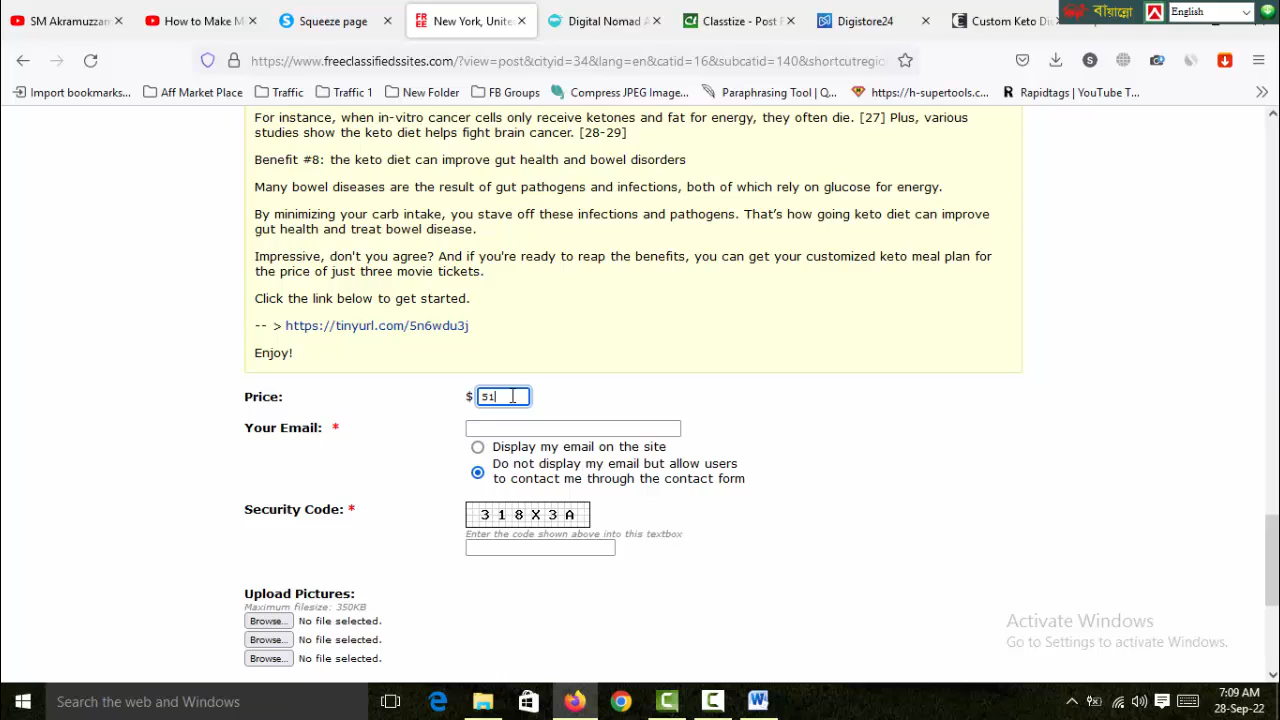 SM Akramuzzam
How to Make M
Squeeze page
FREE
New York, Unite
Digital Nomad A
Classtize - Post F
Digistore24
Custom Keto Di
বায়ান্নো
English
https://www.freeclassifiedssites.com/?view=post&cityid=34&lang=en&catid=16&subcatid=140&shortcutregio
Import bookmarks...
Aff Market Place
Traffic
Traffic 1
New Folder
FB Groups
Compress JPEG Image...
Paraphrasing Tool | Q...
https://h-supertools.c...
Rapidtags | YouTube T...
For instance, when in-vitro cancer cells only receive ketones and fat for energy, they often die. [27] Plus, various
studies show the keto diet helps fight brain cancer. [28-29]
Benefit #8: the keto diet can improve gut health and bowel disorders
Many bowel diseases are the result of gut pathogens and infections, both of which rely on glucose for energy.
By minimizing your carb intake, you stave off these infections and pathogens. That’s how going keto diet can improve
gut health and treat bowel disease.
Impressive, don't you agree? And if you're ready to reap the benefits, you can get your customized keto meal plan for
the price of just three movie tickets.
Click the link below to get started.
-- > https://tinyurl.com/5n6wdu3j
Enjoy!
Price: $ 51
Your Email: *
Display my email on the site
Do not display my email but allow users
to contact me through the contact form
Security Code: * 318X3A
Enter the code shown above into this textbox
Upload Pictures:
Maximum filesize: 350KB
Browse... No file selected.
Browse... No file selected.
Browse... No file selected.
Activate Windows
Go to Settings to activate Windows.
Search the web and Windows
7:09 AM
28-Sep-22